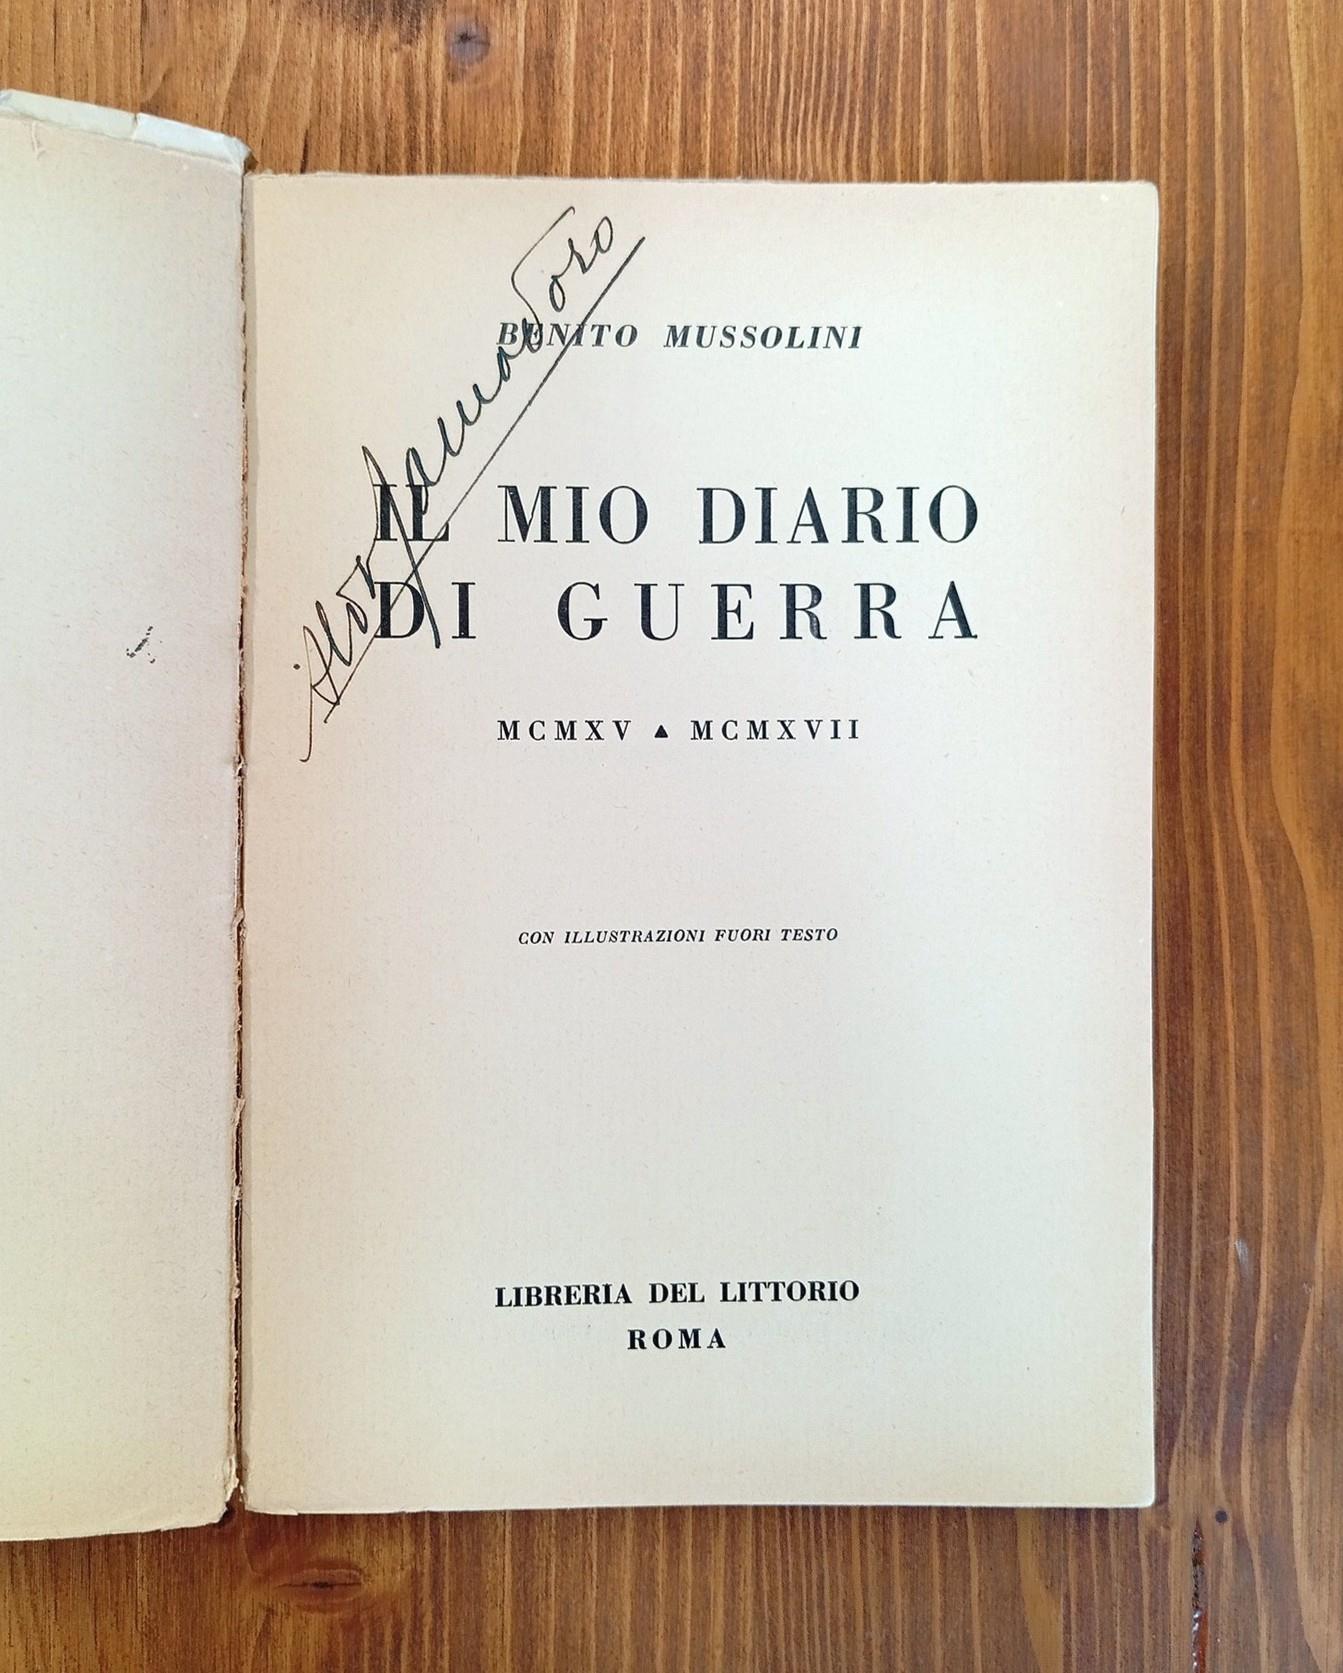 BENITO MUSSOLINI
IL MIO DIARIO
DI GUERRA
MCMXV ▲ MCMXVII
CON ILLUSTRAZIONI FUORI TESTO
LIBRERIA DEL LITTORIO
ROMA